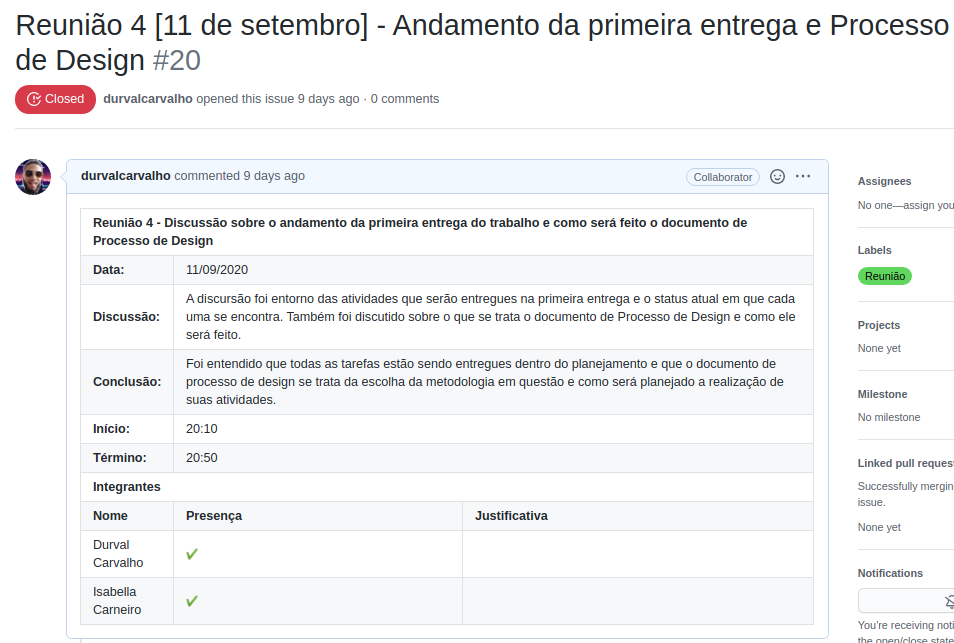 Reunião 4 [11 de setembro] - Andamento da primeira entrega e Processo
de Design #20
Closed durvalcarvalho opened this issue 9 days ago · 0 comments
durvalcarvalho commented 9 days ago Collaborator
Reunião 4 - Discussão sobre o andamento da primeira entrega do trabalho e como será feito o documento de
Processo de Design
Data: 11/09/2020
Discussão: A discursão foi entorno das atividades que serão entregues na primeira entrega e o status atual em que cada
uma se encontra. Também foi discutido sobre o que se trata o documento de Processo de Design e como ele
será feito.
Conclusão: Foi entendido que todas as tarefas estão sendo entregues dentro do planejamento e que o documento de
processo de design se trata da escolha da metodologia em questão e como será planejado a realização de
suas atividades.
Início: 20:10
Término: 20:50
Integrantes
Nome Presença Justificativa
Durval
Carvalho ✔
Isabella
Carneiro ✔
Assignees
No one—assign you
Labels
Reunião
Projects
None yet
Milestone
No milestone
Linked pull reques
Successfully mergin
issue.
None yet
Notifications
You're receiving noti
the open/close state